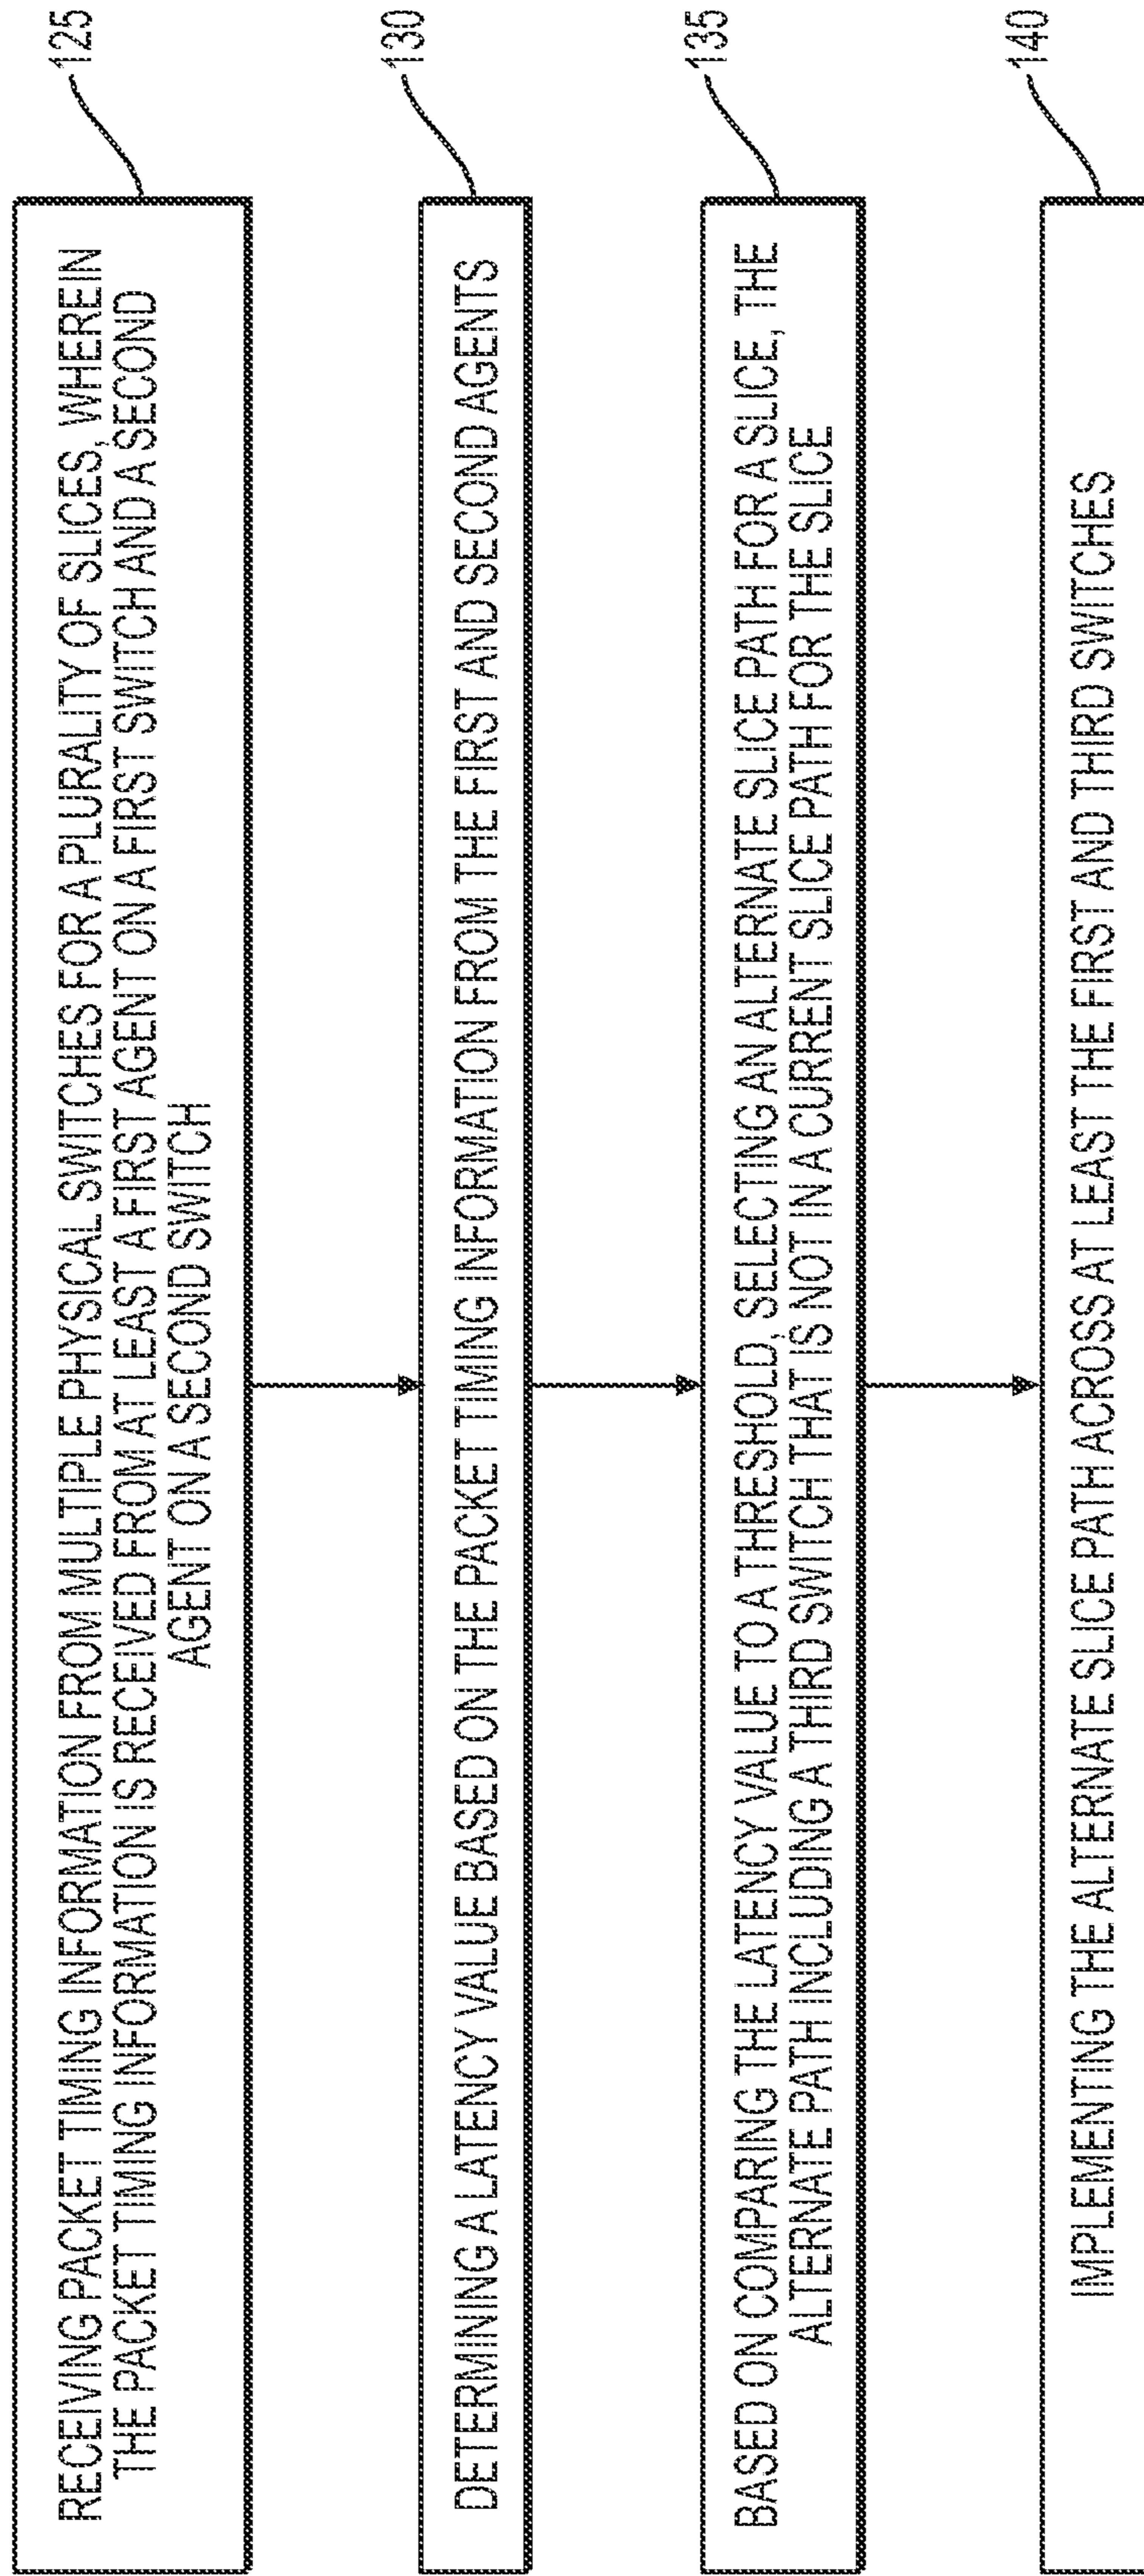 RECEIVING PACKET TIMING INFORMATION FROM MULTIPLE PHYSICAL SWITCHES FOR A PLURALITY OF SLICES, WHEREIN
THE PACKET TIMING INFORMATION IS RECEIVED FROM AT LEAST A FIRST AGENT ON A FIRST SWITCH AND A SECOND
AGENT ON A SECOND SWITCH
125
DETERMINING A LATENCY VALUE BASED ON THE PACKET TIMING INFORMATION FROM THE FIRST AND SECOND AGENTS
130
BASED ON COMPARING THE LATENCY VALUE TO A THRESHOLD, SELECTING AN ALTERNATE SLICE PATH FOR A SLICE, THE
ALTERNATE PATH INCLUDING A THIRD SWITCH THAT IS NOT IN A CURRENT SLICE PATH FOR THE SLICE
135
IMPLEMENTING THE ALTERNATE SLICE PATH ACROSS AT LEAST THE FIRST AND THIRD SWITCHES
140